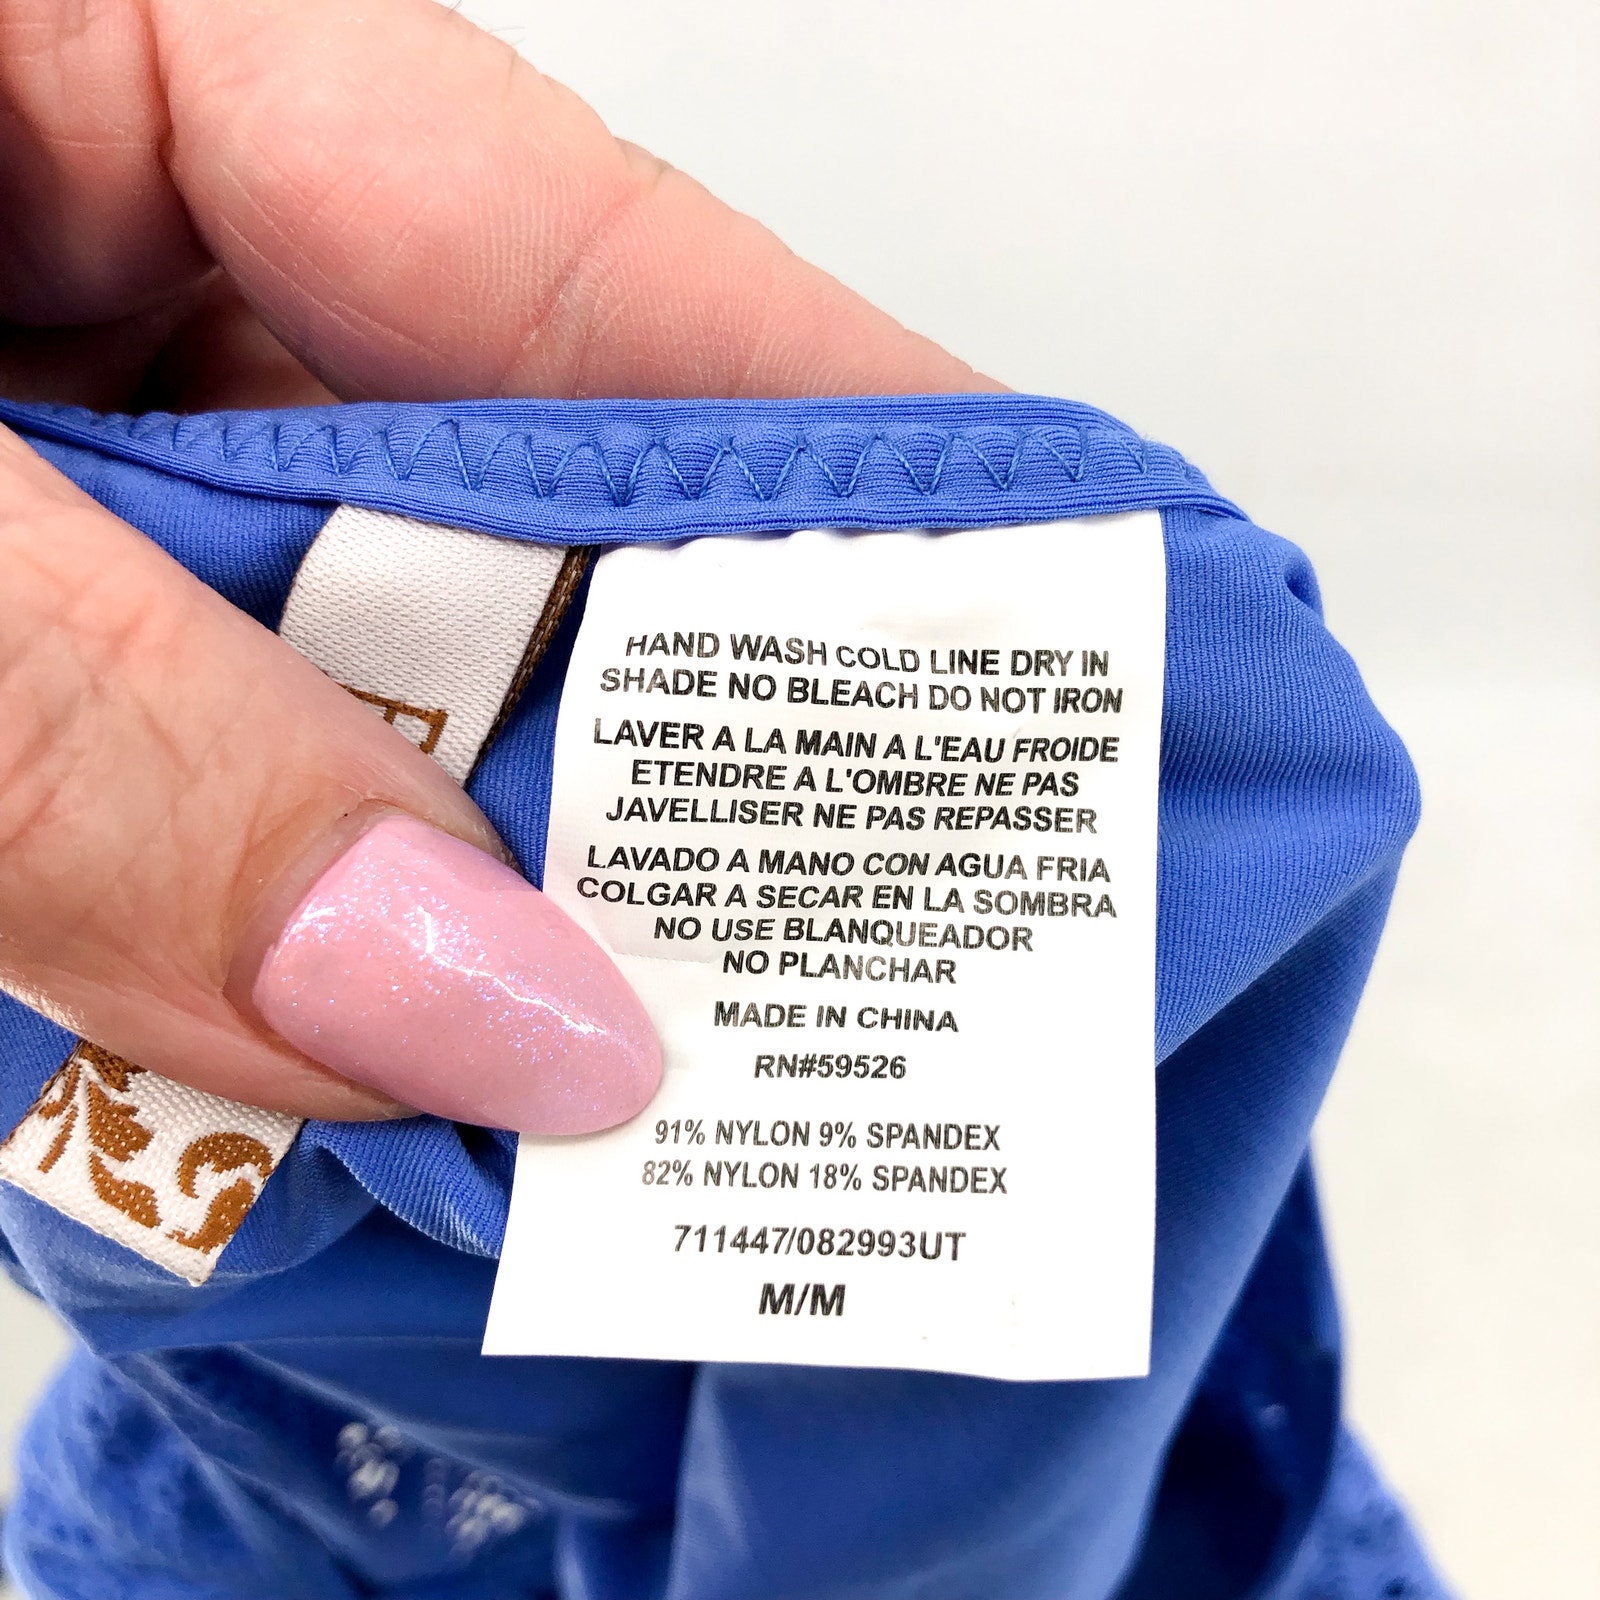 HAND WASH COLD LINE DRY IN
SHADE NO BLEACH DO NOT IRON
LAVER A LA MAIN A L'EAU FROIDE
ETENDRE A L'OMBRE NE PAS
JAVELLISER NE PAS REPASSER
LAVADO A MANO CON AGUA FRIA
COLGAR A SECAR EN LA SOMBRA
NO USE BLANQUEADOR
NO PLANCHAR
MADE IN CHINA
RN#59526
91% NYLON 9% SPANDEX
82% NYLON 18% SPANDEX
711447/082993UT
M/M